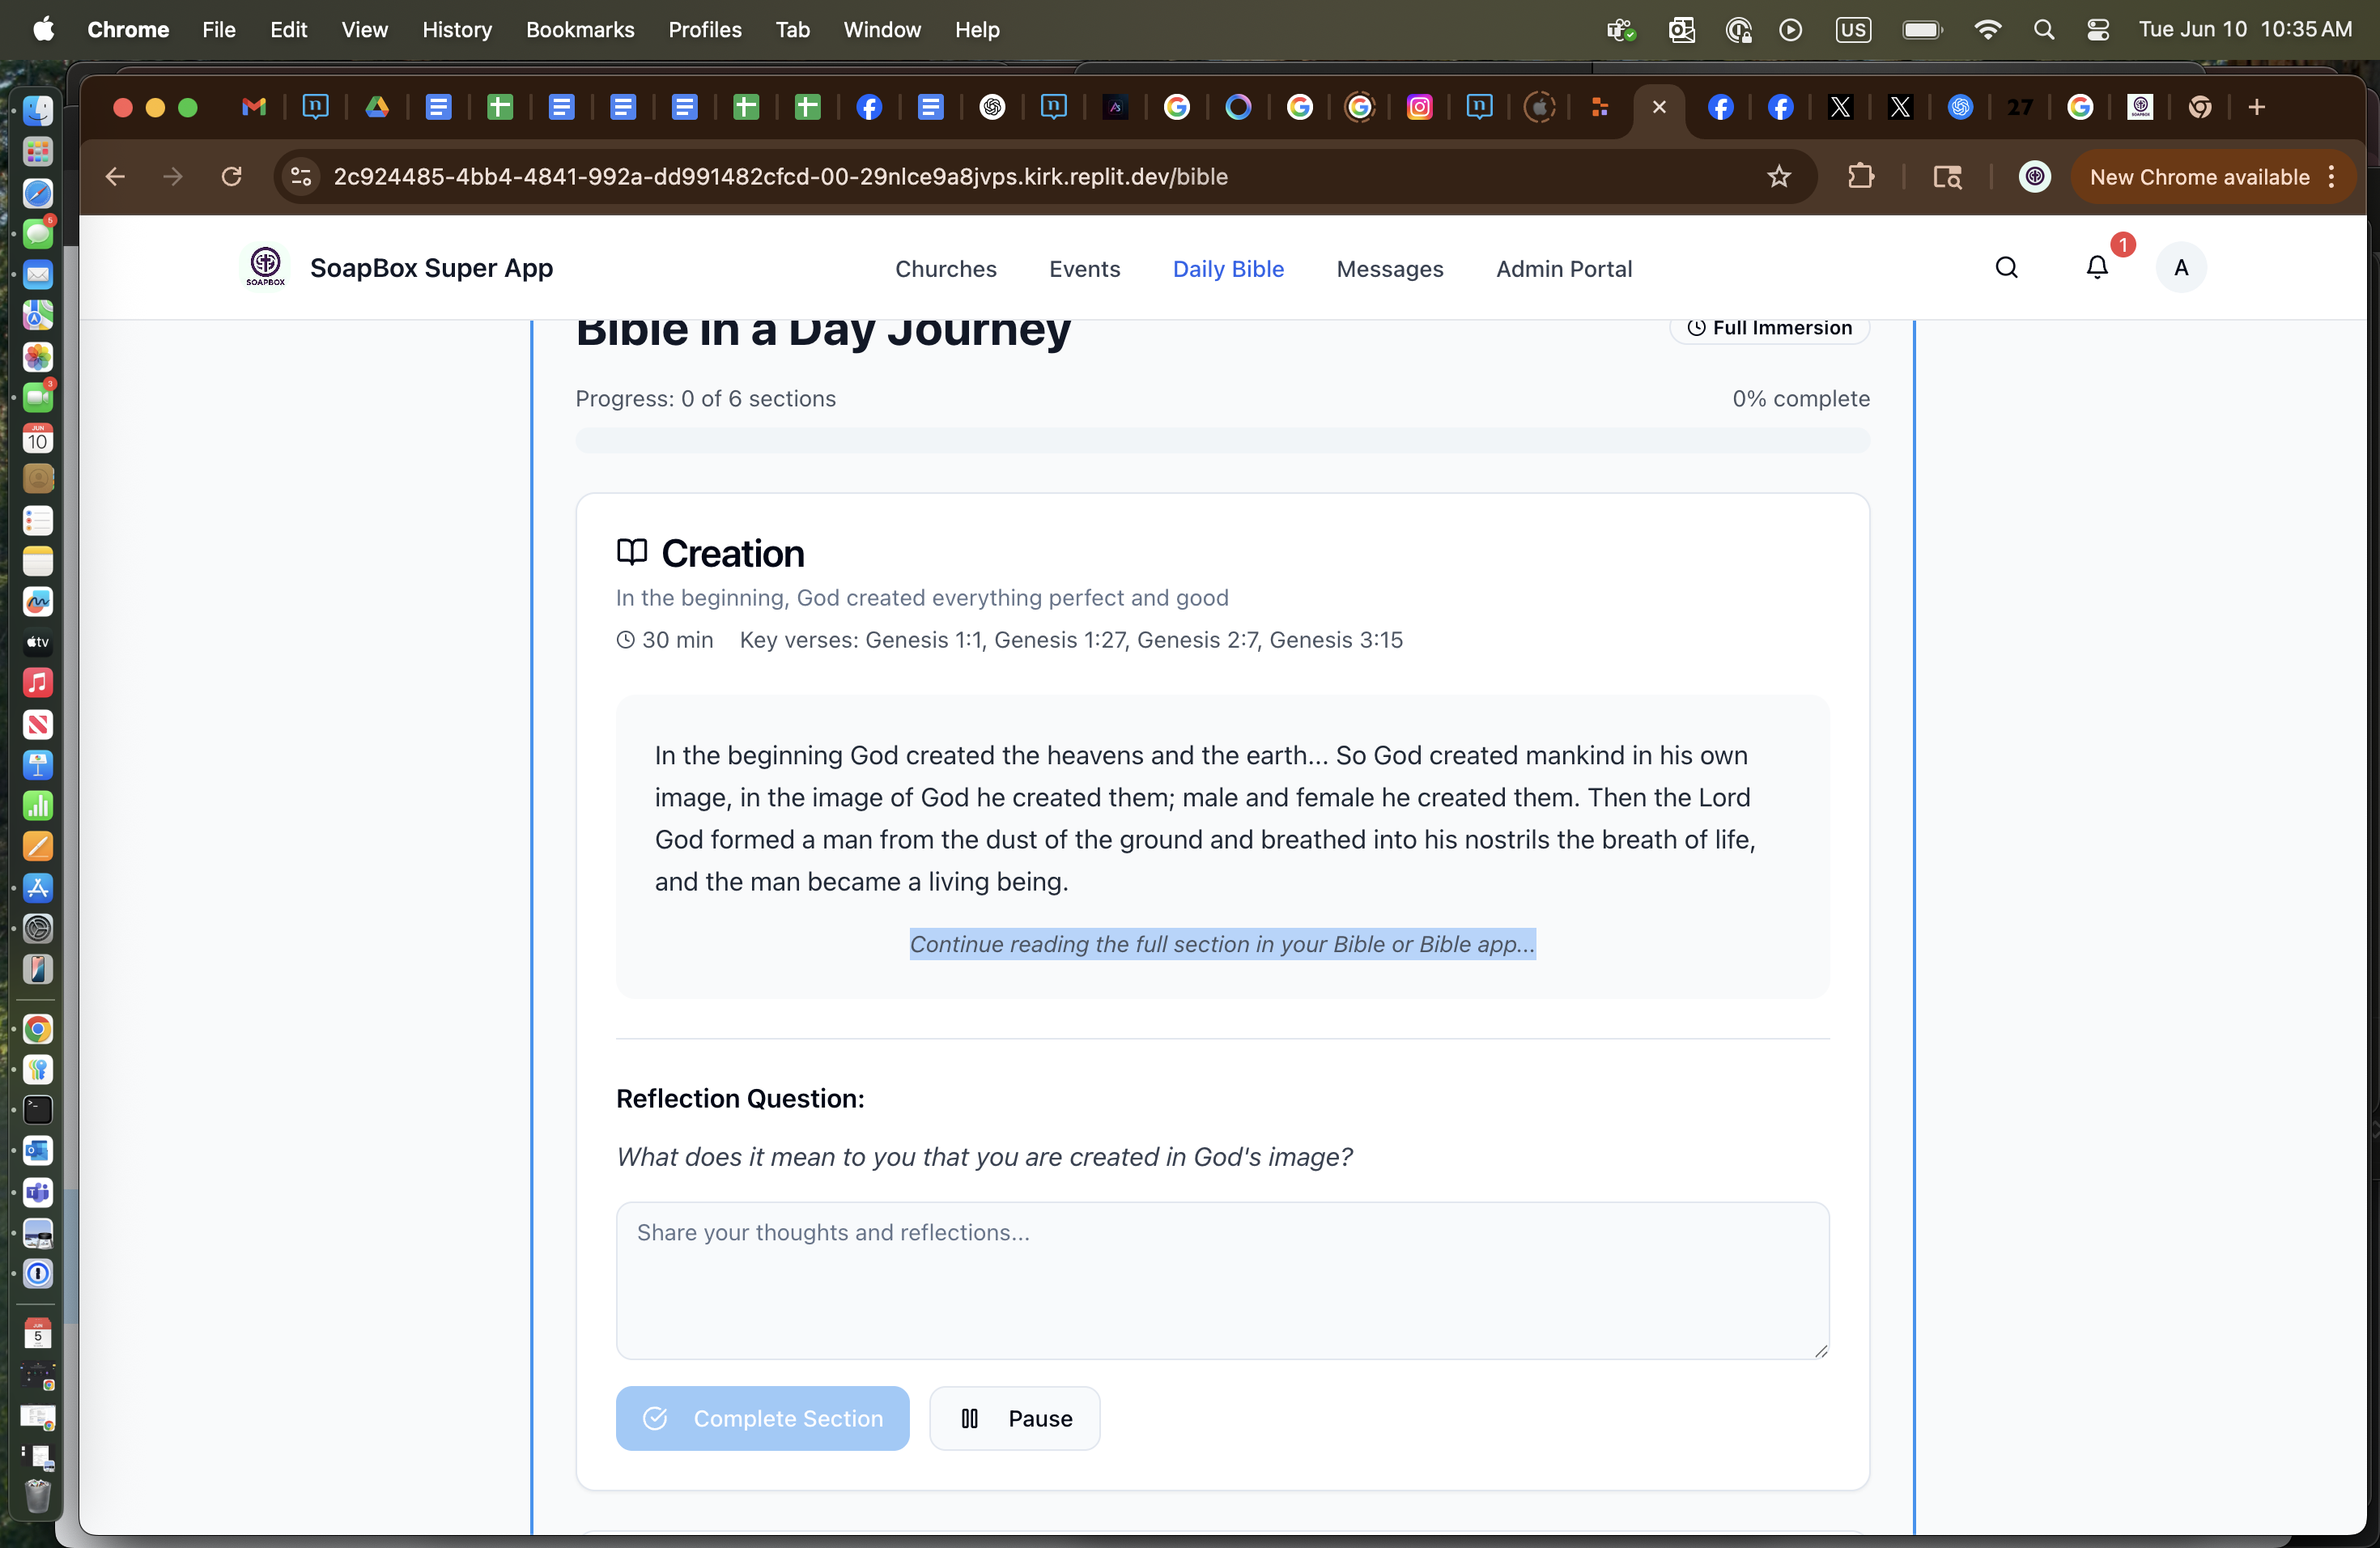 Chrome File Edit View History Bookmarks Profiles Tab Window Help US Tue Jun 10 10:35 AM
27
2c924485-4bb4-4841-992a-dd991482cfcd-00-29nlce9a8jvps.kirk.replit.dev/bible
New Chrome available
SOAPBOX
SoapBox Super App
Churches Events Daily Bible Messages Admin Portal
1
A
Bible in a Day Journey
Full Immersion
Progress: 0 of 6 sections
0% complete
Creation
In the beginning, God created everything perfect and good
30 min Key verses: Genesis 1:1, Genesis 1:27, Genesis 2:7, Genesis 3:15
In the beginning God created the heavens and the earth... So God created mankind in his own
image, in the image of God he created them; male and female he created them. Then the Lord
God formed a man from the dust of the ground and breathed into his nostrils the breath of life,
and the man became a living being.
Continue reading the full section in your Bible or Bible app...
Reflection Question:
What does it mean to you that you are created in God's image?
Share your thoughts and reflections...
Complete Section
Pause
5
3
JUN
10
tv
JUN
5